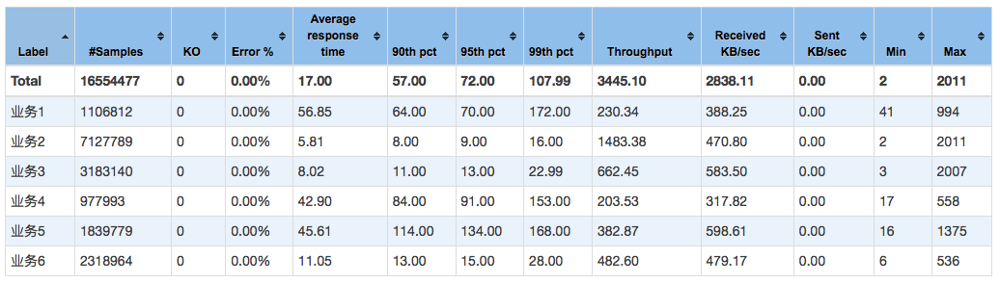 Label #Samples KO Error % Average response time 90th pct 95th pct 99th pct Throughput Received KB/sec Sent KB/sec Min Max
Total 16554477 0 0.00% 17.00 57.00 72.00 107.99 3445.10 2838.11 0.00 2 2011
业务1 1106812 0 0.00% 56.85 64.00 70.00 172.00 230.34 388.25 0.00 41 994
业务2 7127789 0 0.00% 5.81 8.00 9.00 16.00 1483.38 470.80 0.00 2 2011
业务3 3183140 0 0.00% 8.02 11.00 13.00 22.99 662.45 583.50 0.00 3 2007
业务4 977993 0 0.00% 42.90 84.00 91.00 153.00 203.53 317.82 0.00 17 558
业务5 1839779 0 0.00% 45.61 114.00 134.00 168.00 382.87 598.61 0.00 16 1375
业务6 2318964 0 0.00% 11.05 13.00 15.00 28.00 482.60 479.17 0.00 6 536